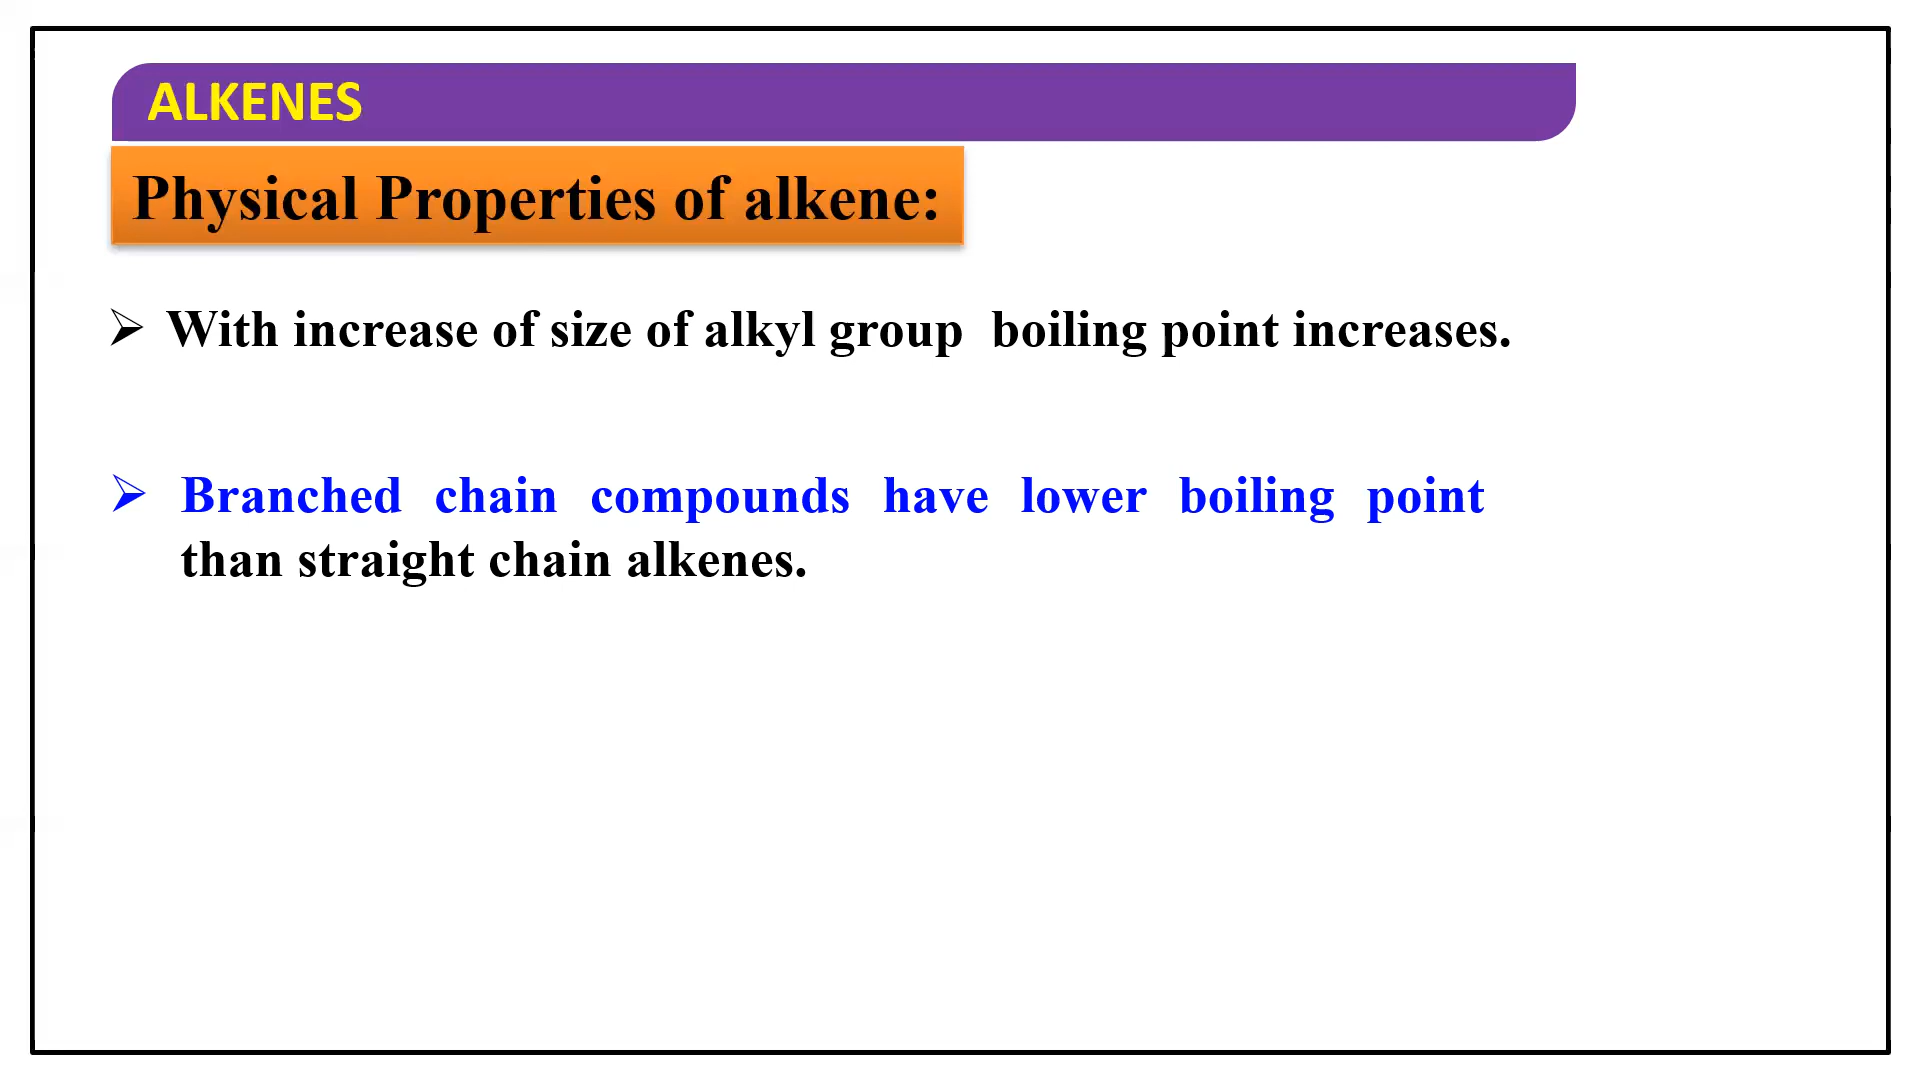 ALKENES
Physical Properties of alkene:
➢ With increase of size of alkyl group boiling point increases.
➢ Branched chain compounds have lower boiling point
than straight chain alkenes.